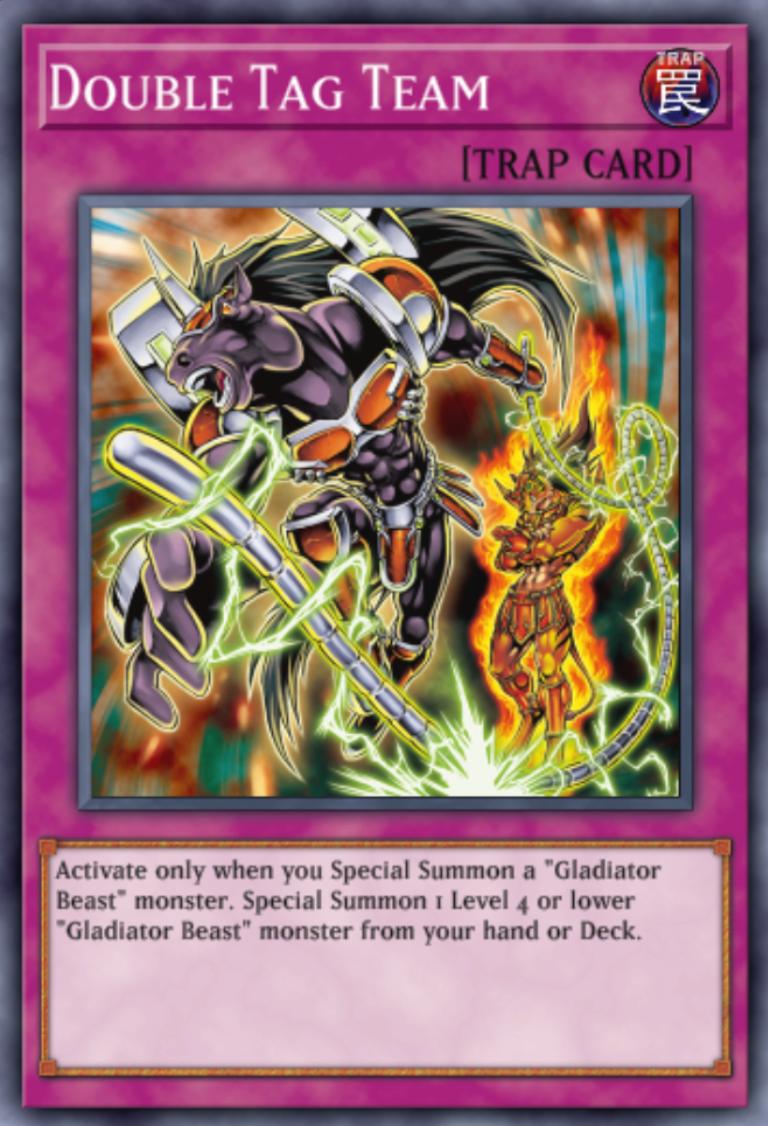 Double Tag Team
TRAP
罠
[TRAP CARD]
Activate only when you Special Summon a "Gladiator
Beast" monster. Special Summon 1 Level 4 or lower
"Gladiator Beast" monster from your hand or Deck.